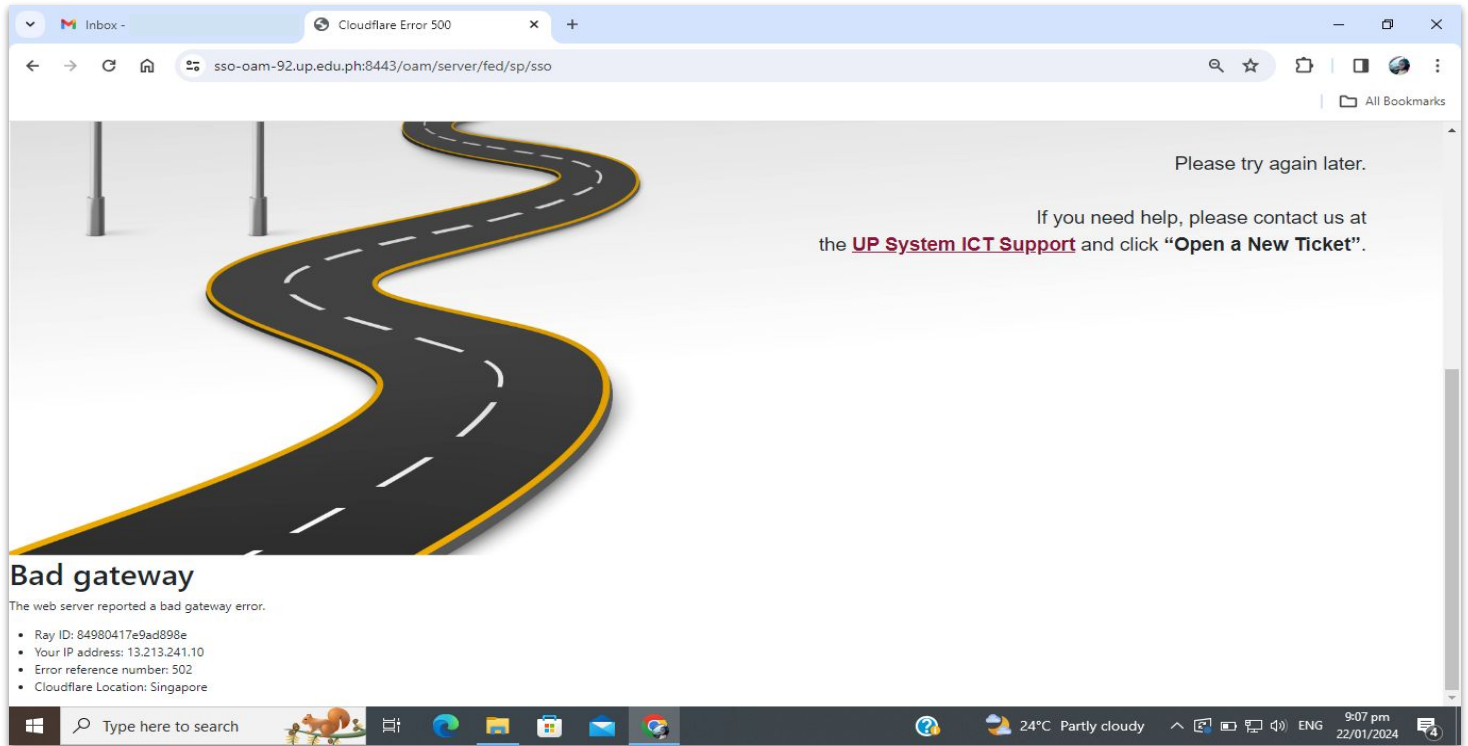 Inbox -
Cloudflare Error 500
sso-oam-92.up.edu.ph:8443/oam/server/fed/sp/sso
All Bookmarks
Please try again later.
If you need help, please contact us at
the UP System ICT Support and click “Open a New Ticket”.
Bad gateway
The web server reported a bad gateway error.
• Ray ID: 84980417e9ad898e
• Your IP address: 13.213.241.10
• Error reference number: 502
• Cloudflare Location: Singapore
Type here to search
24°C Partly cloudy
ENG
9:07 pm
22/01/2024
4